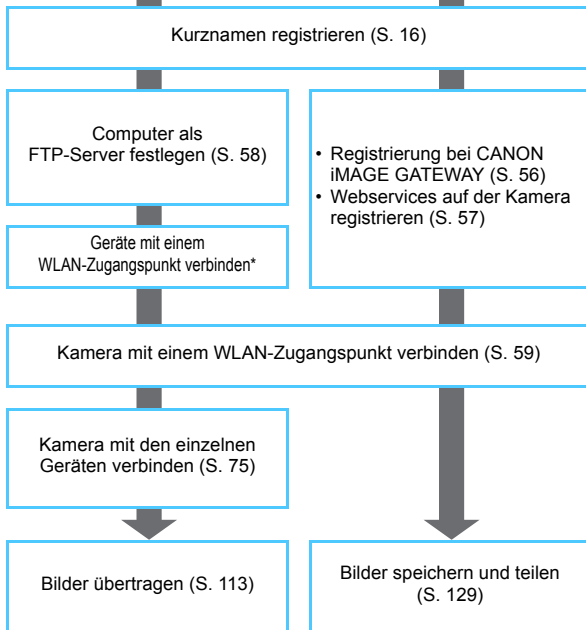 Kurznamen registrieren (S. 16)
Computer als
FTP-Server festlegen (S. 58)
• Registrierung bei CANON
iMAGE GATEWAY (S. 56)
• Webservices auf der Kamera
registrieren (S. 57)
Geräte mit einem
WLAN-Zugangspunkt verbinden*
Kamera mit einem WLAN-Zugangspunkt verbinden (S. 59)
Kamera mit den einzelnen
Geräten verbinden (S. 75)
Bilder übertragen (S. 113)
Bilder speichern und teilen
(S. 129)